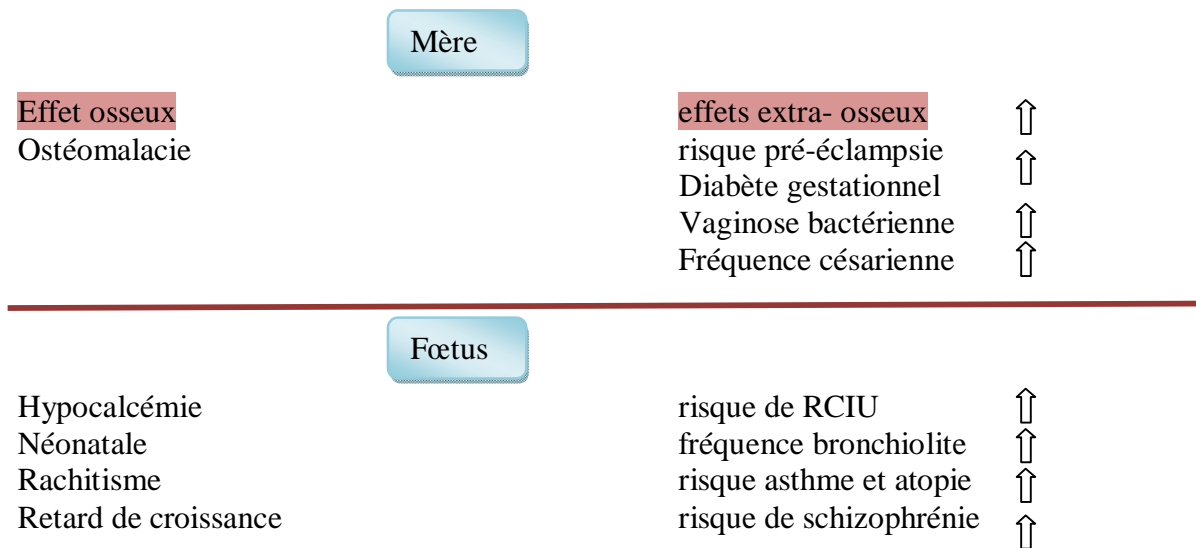 Mère
Effet osseux effets extra- osseux ⇧
Ostéomalacie risque pré-éclampsie ⇧
Diabète gestationnel
Vaginose bactérienne ⇧
Fréquence césarienne ⇧
Fœtus
Hypocalcémie risque de RCIU ⇧
Néonatale fréquence bronchiolite ⇧
Rachitisme risque asthme et atopie ⇧
Retard de croissance risque de schizophrénie ⇧